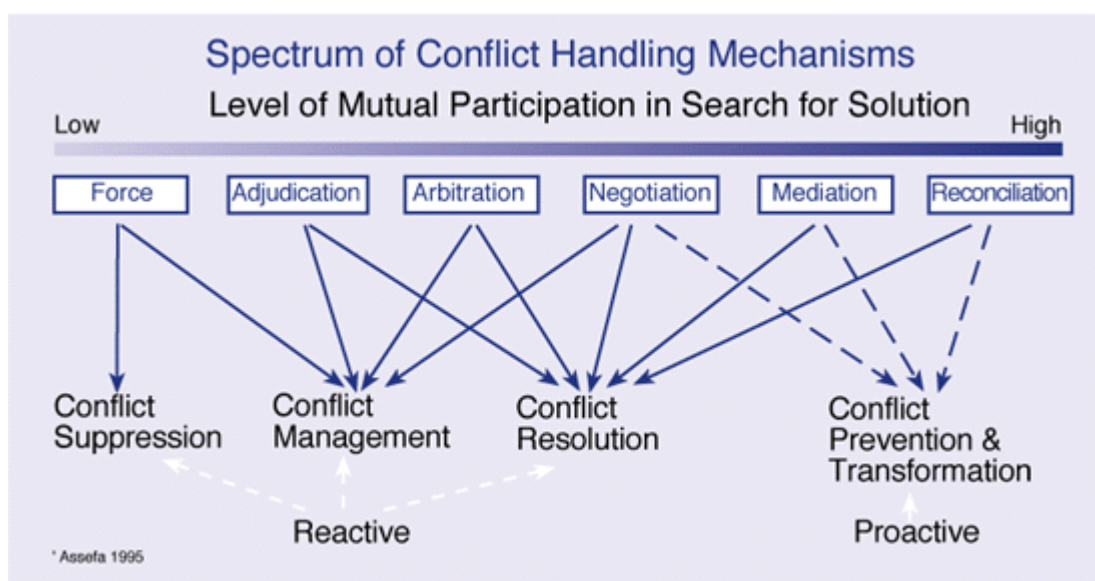 Spectrum of Conflict Handling Mechanisms
Level of Mutual Participation in Search for Solution
Low
High
Force
Adjudication
Arbitration
Negotiation
Mediation
Reconciliation
Conflict
Suppression
Conflict
Management
Conflict
Resolution
Conflict
Prevention &
Transformation
Reactive
Proactive
* Assefa 1995